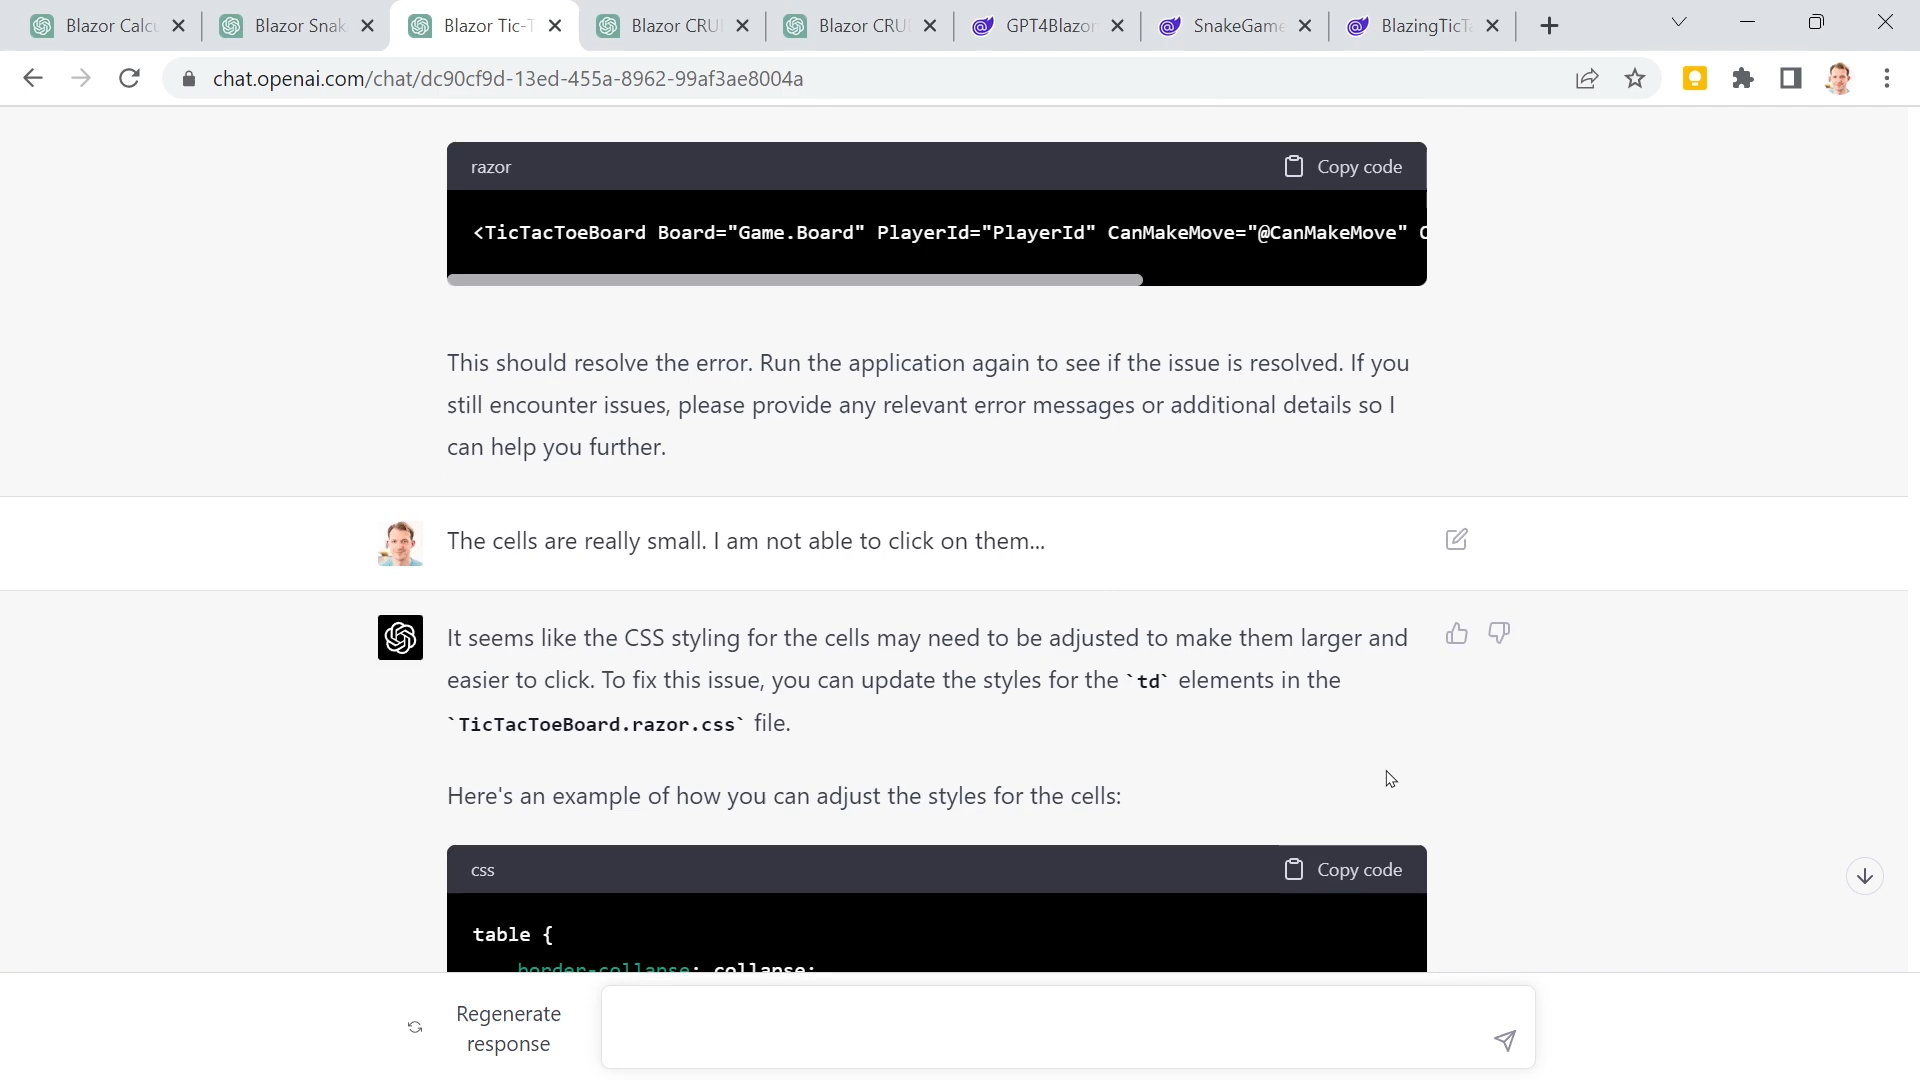 Blazor Calcu
Blazor Snak
Blazor Tic-T
Blazor CRU
Blazor CRU
GPT4Blazor
SnakeGame
BlazingTicTa
chat.openai.com/chat/dc90cf9d-13ed-455a-8962-99af3ae8004a
razor
Copy code
<TicTacToeBoard Board="Game.Board" PlayerId="PlayerId" CanMakeMove="@CanMakeMove"
This should resolve the error. Run the application again to see if the issue is resolved. If you
still encounter issues, please provide any relevant error messages or additional details so I
can help you further.
The cells are really small. I am not able to click on them...
It seems like the CSS styling for the cells may need to be adjusted to make them larger and
easier to click. To fix this issue, you can update the styles for the `td` elements in the
`TicTacToeBoard.razor.css` file.
Here's an example of how you can adjust the styles for the cells:
css
Copy code
table {
border-collapse: collapse;
Regenerate
response